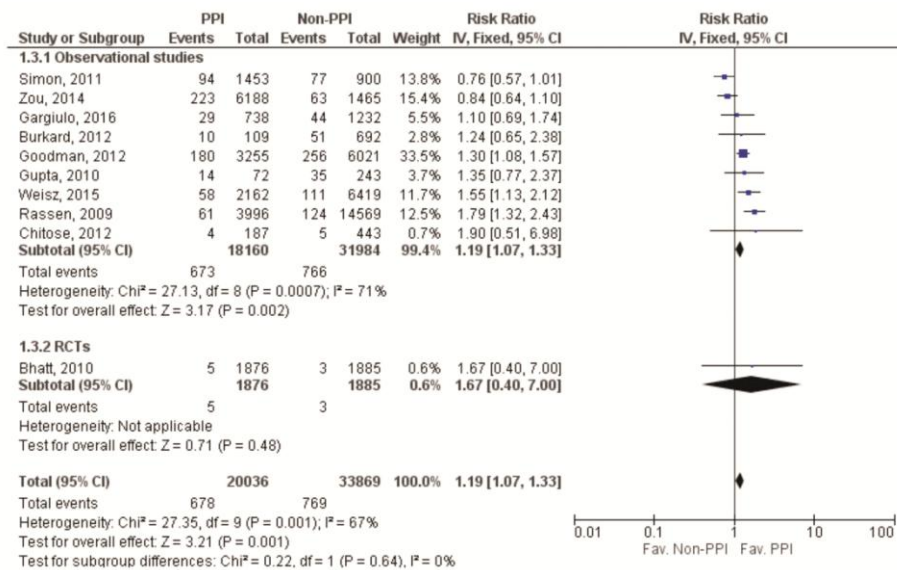 PPI Non-PPI Risk Ratio Risk Ratio
Study or Subgroup Events Total Events Total Weight IV, Fixed, 95% CI IV, Fixed, 95% CI
1.3.1 Observational studies
Simon, 2011 94 1453 77 900 13.8% 0.76 [0.57, 1.01]
Zou, 2014 223 6188 63 1465 15.4% 0.84 [0.64, 1.10]
Gargiulo, 2016 29 738 44 1232 5.5% 1.10 [0.69, 1.74]
Burkard, 2012 10 109 51 692 2.8% 1.24 [0.65, 2.38]
Goodman, 2012 180 3255 256 6021 33.5% 1.30 [1.08, 1.57]
Gupta, 2010 14 72 35 243 3.7% 1.35 [0.77, 2.37]
Weisz, 2015 58 2162 111 6419 11.7% 1.55 [1.13, 2.12]
Rassen, 2009 61 3996 124 14569 12.5% 1.79 [1.32, 2.43]
Chitose, 2012 4 187 5 443 0.7% 1.90 [0.51, 6.98]
Subtotal (95% CI) 18160 31984 99.4% 1.19 [1.07, 1.33]
Total events 673 766
Heterogeneity: Chi² = 27.13, df = 8 (P = 0.0007); I² = 71%
Test for overall effect: Z = 3.17 (P = 0.002)
1.3.2 RCTs
Bhatt, 2010 5 1876 3 1885 0.6% 1.67 [0.40, 7.00]
Subtotal (95% CI) 1876 1885 0.6% 1.67 [0.40, 7.00]
Total events 5 3
Heterogeneity: Not applicable
Test for overall effect: Z = 0.71 (P = 0.48)
Total (95% CI) 20036 33869 100.0% 1.19 [1.07, 1.33]
Total events 678 769
Heterogeneity: Chi² = 27.35, df = 9 (P = 0.001); I² = 67%
Test for overall effect: Z = 3.21 (P = 0.001)
Test for subgroup differences: Chi² = 0.22, df = 1 (P = 0.64), I² = 0%
0.01 0.1 1 10 100
Fav. Non-PPI Fav. PPI